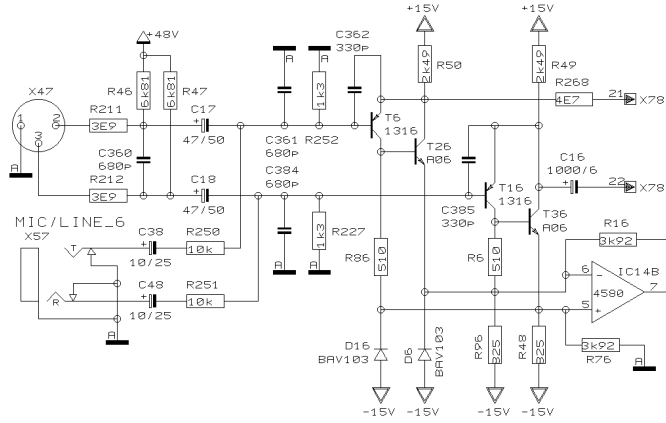 +48V
C362
330p
+15V
+15V
R46
6k81
R47
6k81
A
A
1k3
2k49
R50
2k49
R49
R268
X47
1
2
3
R211
3E9
C17
+
47/50
T6
1316
4E7
21
X78
A
C360
680p
C361
680p
R252
T26
A06
C16
1000/6
R212
3E9
C18
+
47/50
C384
680p
T16
1316
+
22
X78
MIC/LINE_6
X57
C385
330p
T36
A06
C38
R250
1k3
R227
R16
T
+
10k
R86
510
R6
510
3k92
10/25
A
A
IC14B
6
-
C48
R251
4580
7
R
+
10k
5
+
10/25
D16
BAV103
D6
BAV103
R96
825
R48
825
3k92
R76
A
A
-15V
-15V
-15V
-15V